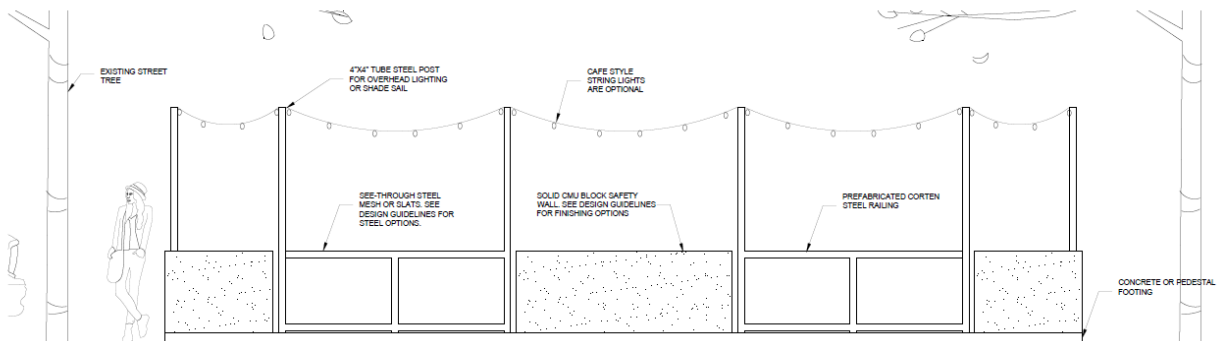 EXISTING STREET
TREE
4"X4" TUBE STEEL POST
FOR OVERHEAD LIGHTING
OR SHADE SAIL
CAFE STYLE
STRING LIGHTS
ARE OPTIONAL
SEE-THROUGH STEEL
MESH OR SLATS. SEE
DESIGN GUIDELINES FOR
STEEL OPTIONS.
SOLID CMU BLOCK SAFETY
WALL. SEE DESIGN GUIDELINES
FOR FINISHING OPTIONS
PREFABRICATED CORTEN
STEEL RAILING
CONCRETE OR PEDESTAL
FOOTING